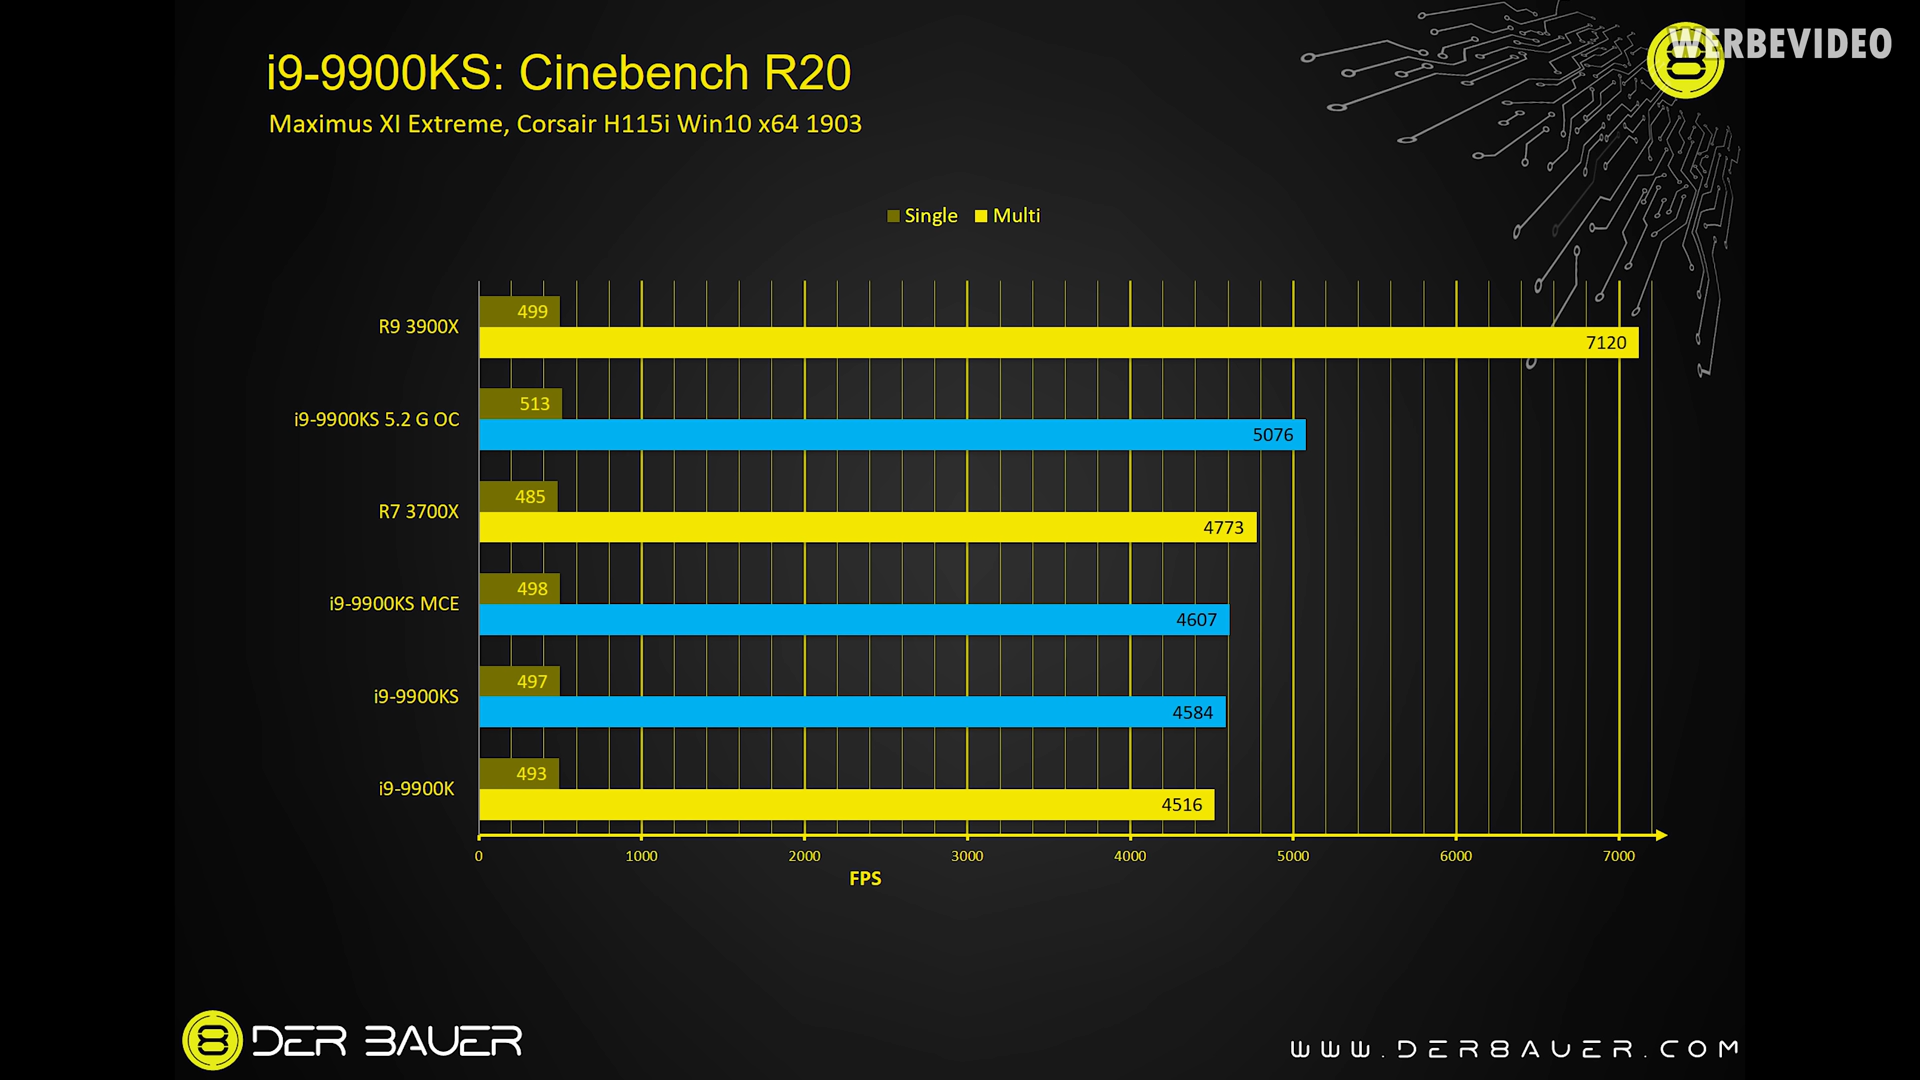 WERBEVIDEO
i9-9900KS: Cinebench R20
Maximus XI Extreme, Corsair H115i Win10 x64 1903
Single Multi
R9 3900X 499 7120
i9-9900KS 5.2 G OC 513 5076
R7 3700X 485 4773
i9-9900KS MCE 498 4607
i9-9900KS 497 4584
i9-9900K 493 4516
0 1000 2000 3000 4000 5000 6000 7000
FPS
8 DER 8AUER
WWW.DER8AUER.COM